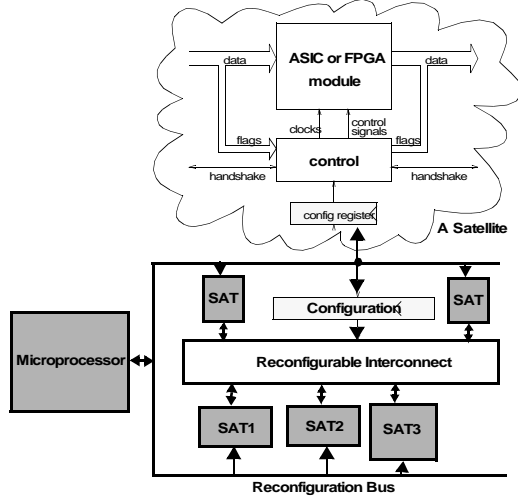 ASIC or FPGA
module
data
data
clocks
control
signals
flags
flags
control
handshake
handshake
config register
A Satellite
SAT
SAT
Configuration
Microprocessor
Reconfigurable Interconnect
SAT1
SAT2
SAT3
Reconfiguration Bus